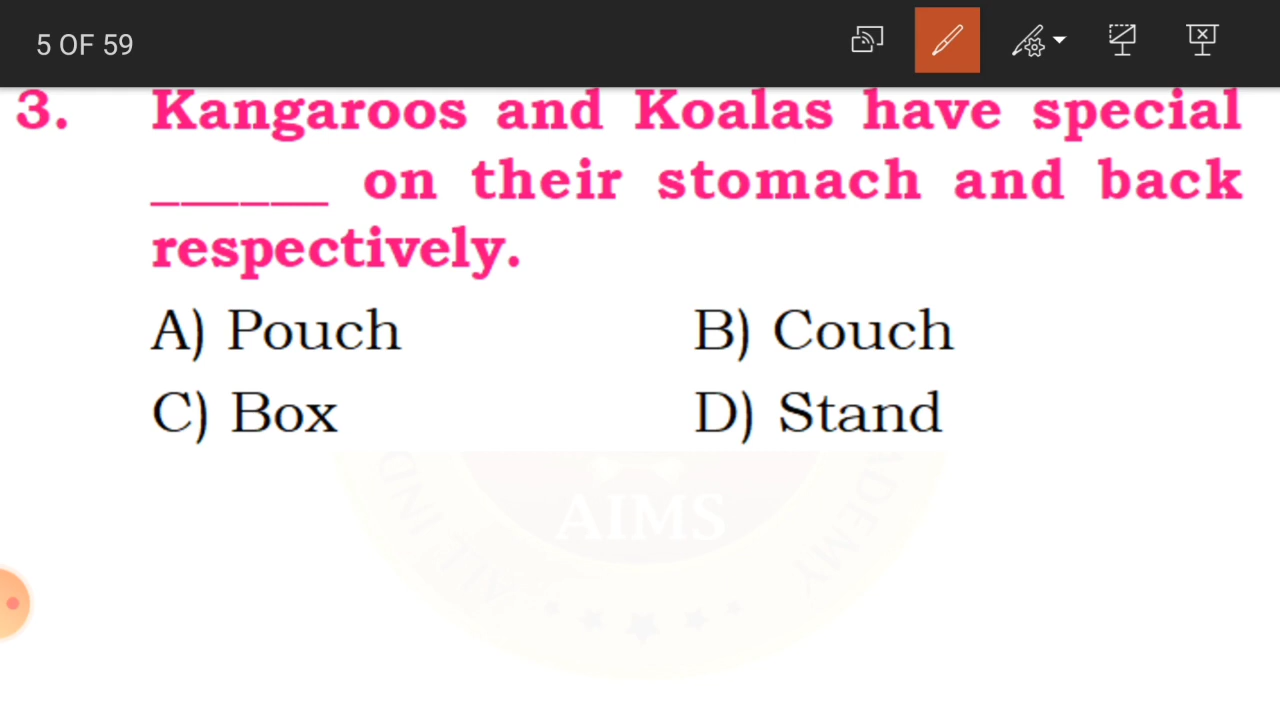 5 OF 59
3. Kangaroos and Koalas have special
______ on their stomach and back
respectively.
A) Pouch B) Couch
C) Box D) Stand
AIMS